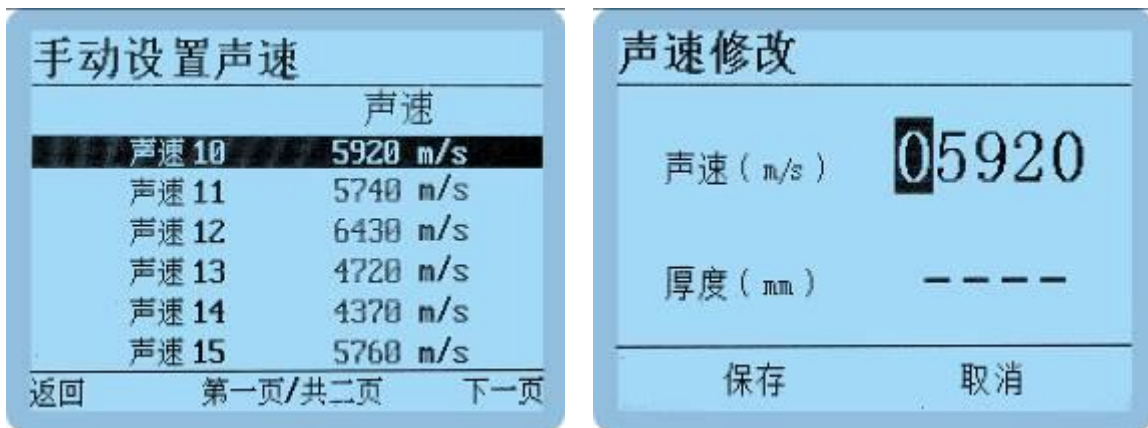 手动设置声速
声速
声速 10 5920 m/s
声速 11 5740 m/s
声速 12 6430 m/s
声速 13 4720 m/s
声速 14 4370 m/s
声速 15 5760 m/s
返回 第一页/共二页 下一页
声速修改
声速（m/s） 05920
厚度（mm） ----
保存 取消